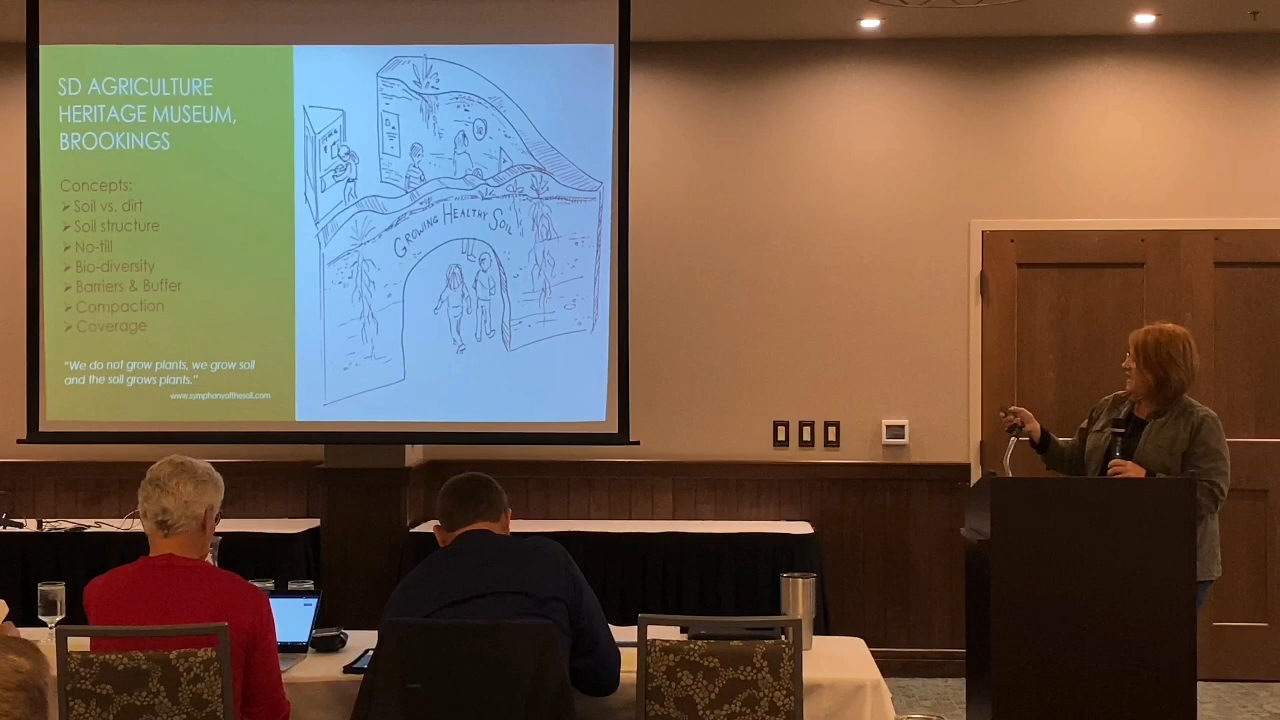 SD AGRICULTURE
HERITAGE MUSEUM,
BROOKINGS
Concepts:
➢ Soil vs. dirt
➢ Soil structure
➢ No-till
➢ Bio-diversity
➢ Barriers & Buffer
➢ Compaction
➢ Coverage
"We do not grow plants, we grow soil
and the soil grows plants."
www.symphonyofthesoil.com
GROWING HEALTHY SOIL